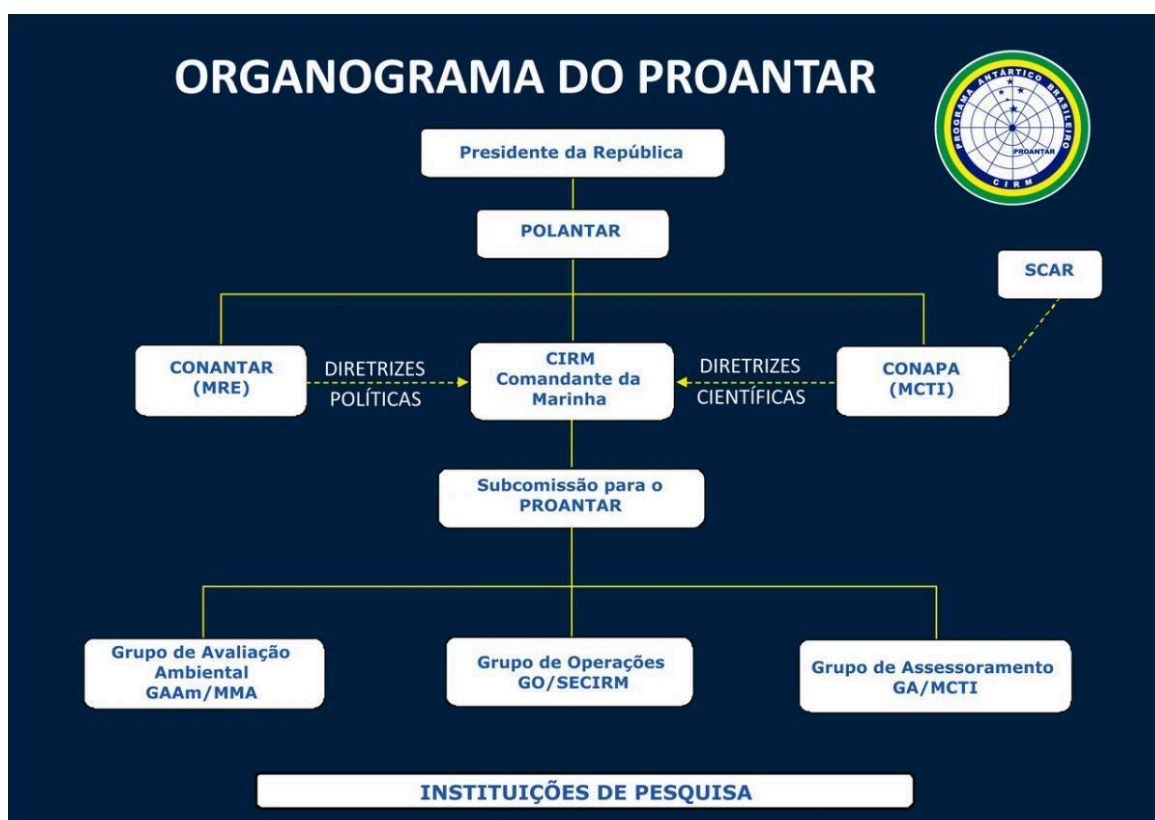 ORGANOGRAMA DO PROANTAR
PROGRAMA ANTÁRTICO BRASILEIRO
PROANTAR
CIRM
Presidente da República
POLANTAR
SCAR
CONANTAR
(MRE)
DIRETRIZES
POLÍTICAS
CIRM
Comandante da
Marinha
DIRETRIZES
CIENTÍFICAS
CONAPA
(MCTI)
Subcomissão para o
PROANTAR
Grupo de Avaliação
Ambiental
GAAm/MMA
Grupo de Operações
GO/SECIRM
Grupo de Assessoramento
GA/MCTI
INSTITUIÇÕES DE PESQUISA